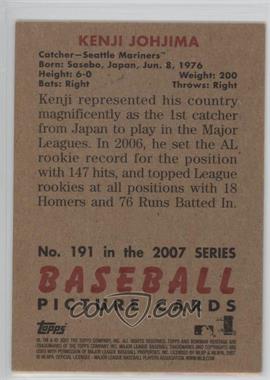 KENJI JOHJIMA
Catcher—Seattle Mariners™
Born: Sasebo, Japan, Jun. 8, 1976
Height: 6-0 Weight: 200
Bats: Right Throws: Right
Kenji represented his country
magnificently as the 1st catcher
from Japan to play in the Major
Leagues. In 2006, he set the AL
rookie record for the position
with 147 hits, and topped League
rookies at all positions with 18
Homers and 76 Runs Batted In.
No. 191 in the 2007 SERIES
BASEBALL
PICTURE CARDS
topps